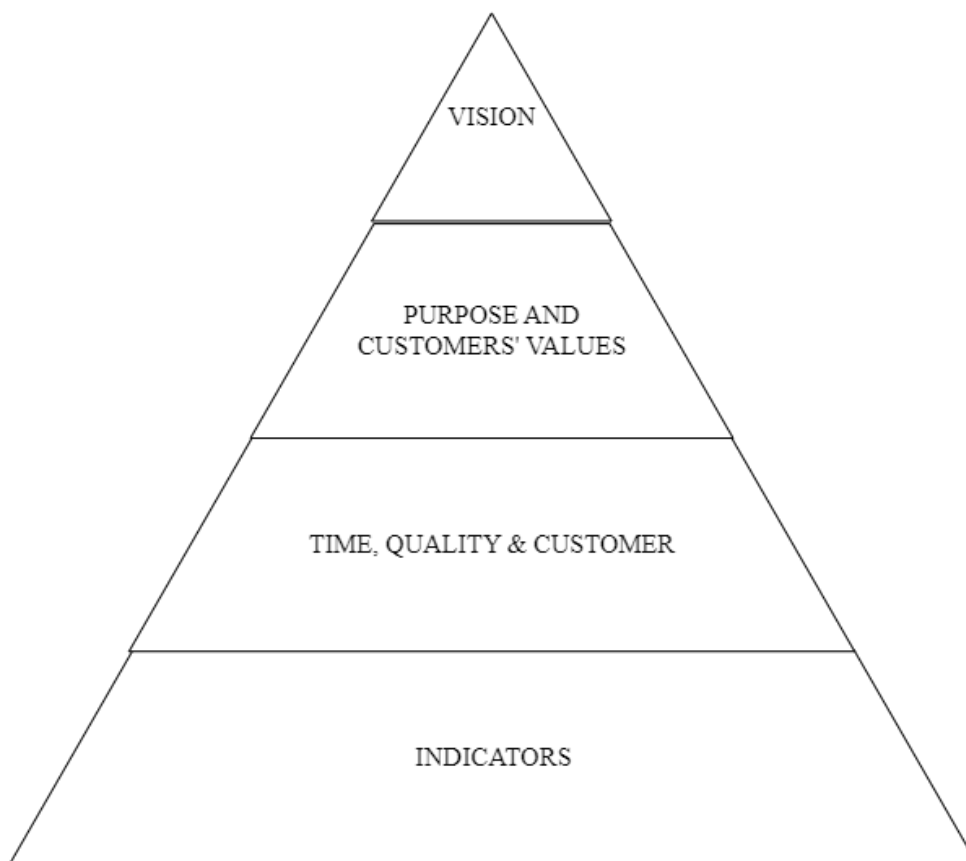 VISION
PURPOSE AND
CUSTOMERS' VALUES
TIME, QUALITY & CUSTOMER
INDICATORS